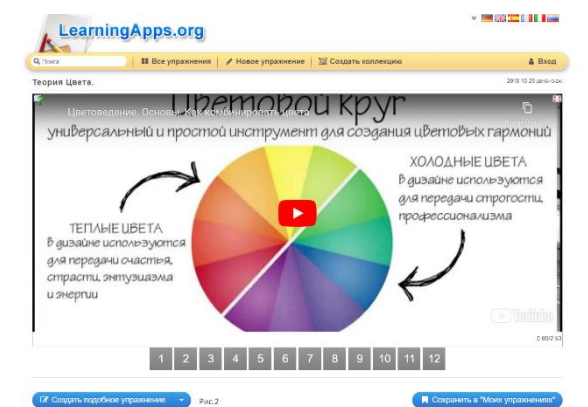 LearningApps.org
Поиск
Все упражнения
Новое упражнение
Создать коллекцию
Вход
Теория Цвета.
Цветоведение. Основы. Как комбинировать цвета
Цветовой круг
универсальный и простой инструмент для создания цветовых гармоний
ХОЛОДНЫЕ ЦВЕТА
в дизайне используются
для передачи строгости,
профессионализма
ТЕПЛЫЕ ЦВЕТА
в дизайне используются
для передачи счастья,
страсти, энтузиазма
и энергии
YouTube
1 2 3 4 5 6 7 8 9 10 11 12
Создать подобное упражнение
Рис.2
Сохранить в "Моих упражнениях"